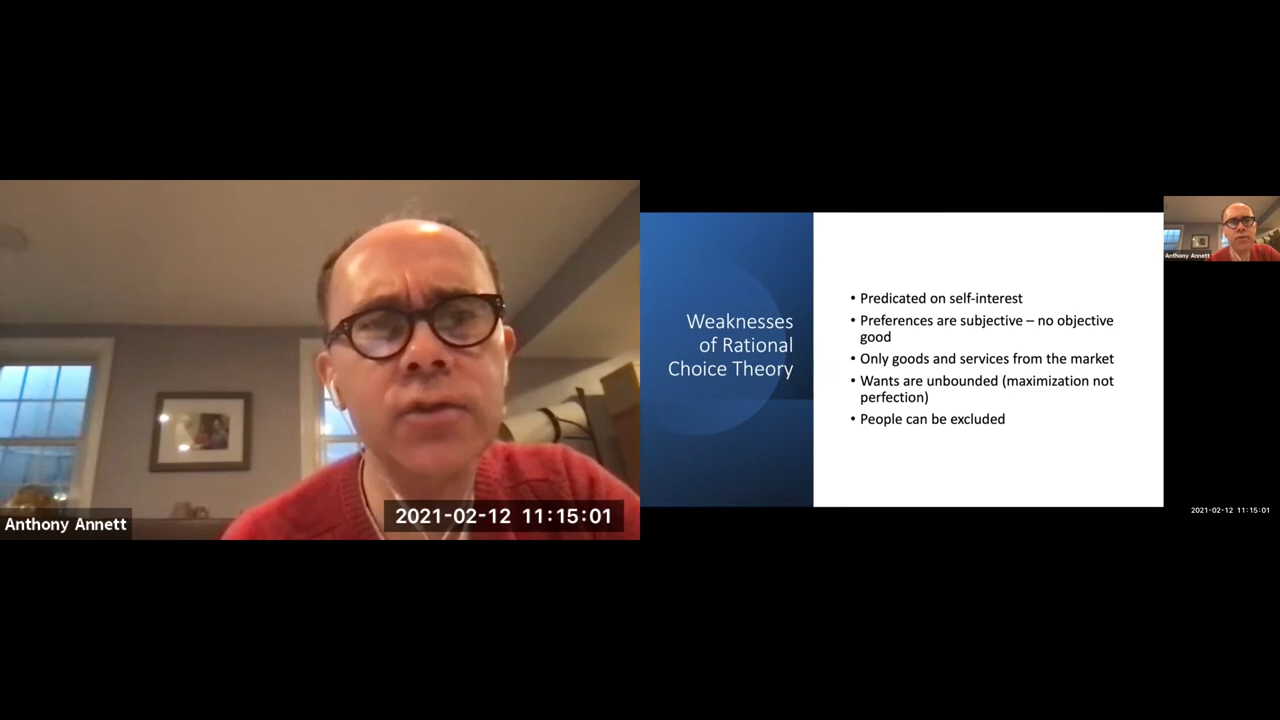 Anthony Annett
2021-02-12 11:15:01
Weaknesses
of Rational
Choice Theory
• Predicated on self-interest
• Preferences are subjective – no objective
good
• Only goods and services from the market
• Wants are unbounded (maximization not
perfection)
• People can be excluded
Anthony Annett
2021-02-12 11:15:01